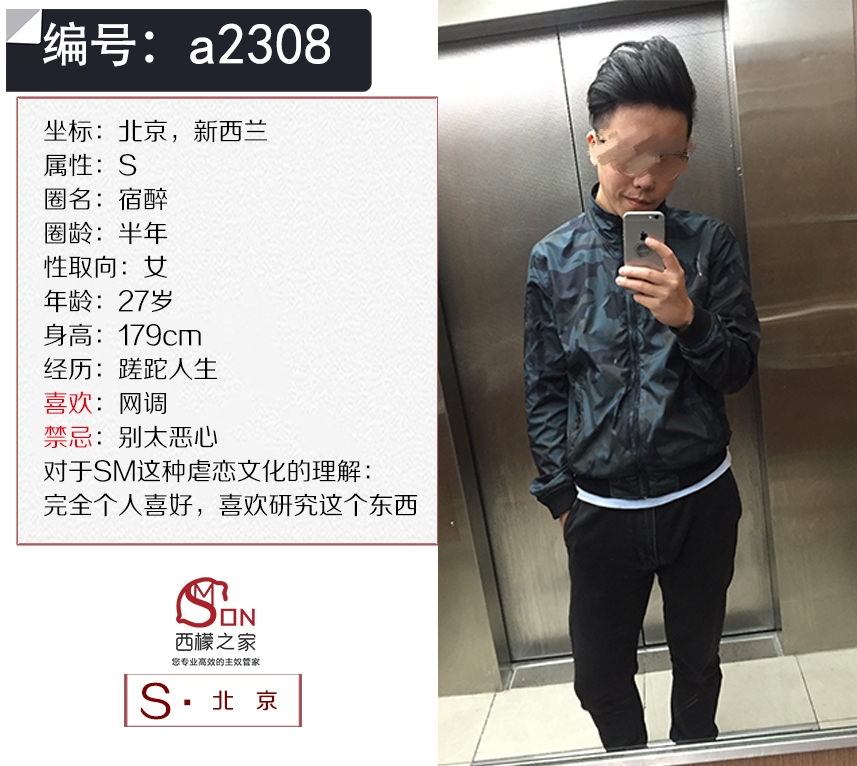 编号：a2308
坐标：北京，新西兰
属性：S
圈名：宿醉
圈龄：半年
性取向：女
年龄：27岁
身高：179cm
经历：蹉跎人生
喜欢：网调
禁忌：别太恶心
对于SM这种虐恋文化的理解：
完全个人喜好，喜欢研究这个东西
SMON
西檬之家
您专业高效的主奴管家
S·北京